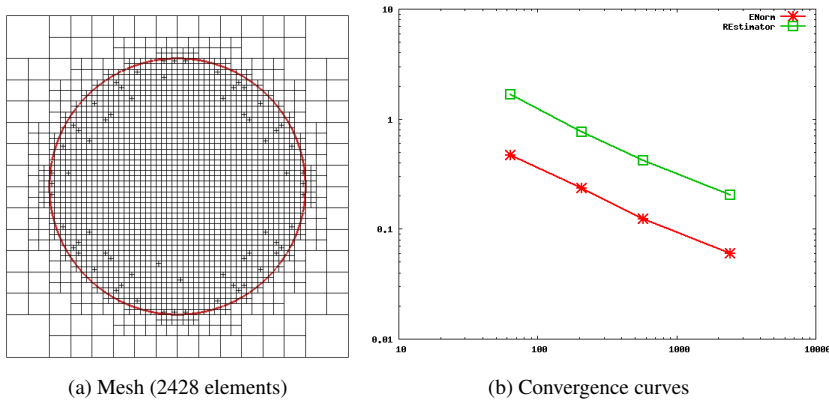 10
1
0.1
0.01
10
100
1000
10000
ENorm
REstimator
(a) Mesh (2428 elements)
(b) Convergence curves